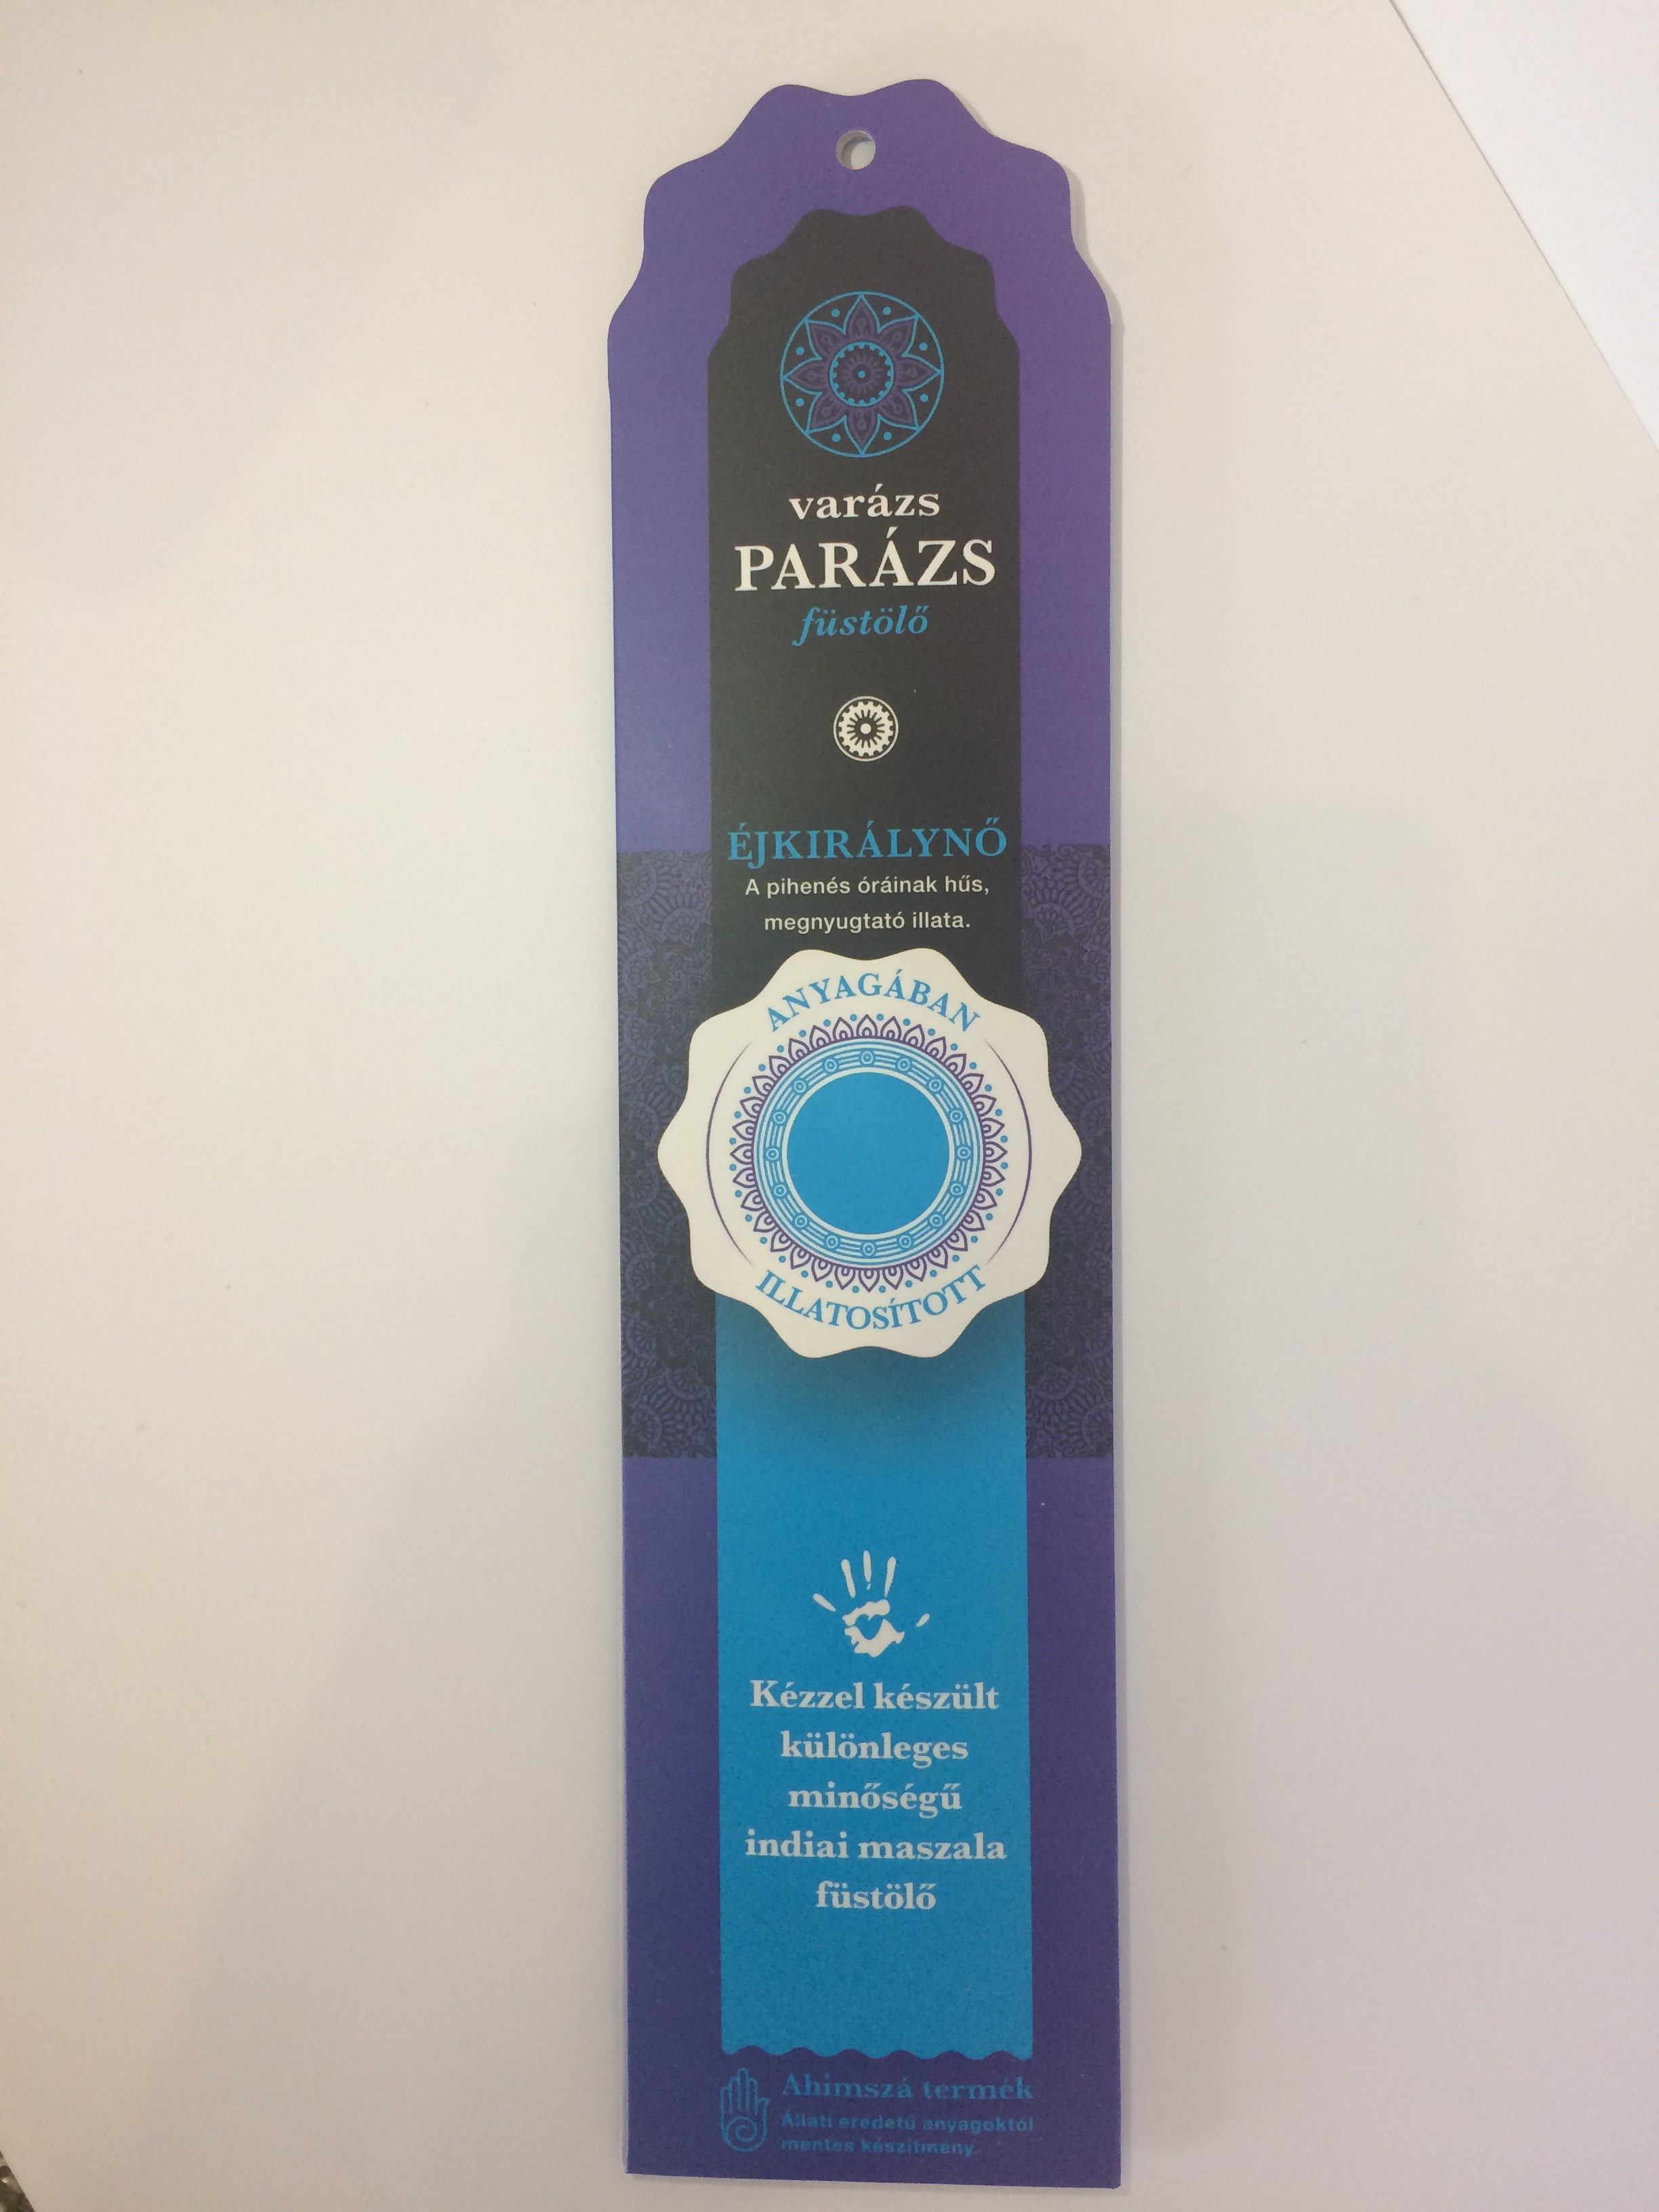 varázs
PARÁZS
füstölő
ÉJKIRÁLYNŐ
A pihenés óráinak hűs,
megnyugtató illata.
ANYAGÁBAN
ILLATOSÍTOTT
Kézzel készült
különleges
minőségű
indiai maszala
füstölő
Ahimszá termék
Állati eredetű anyagoktól
mentes készítmény.